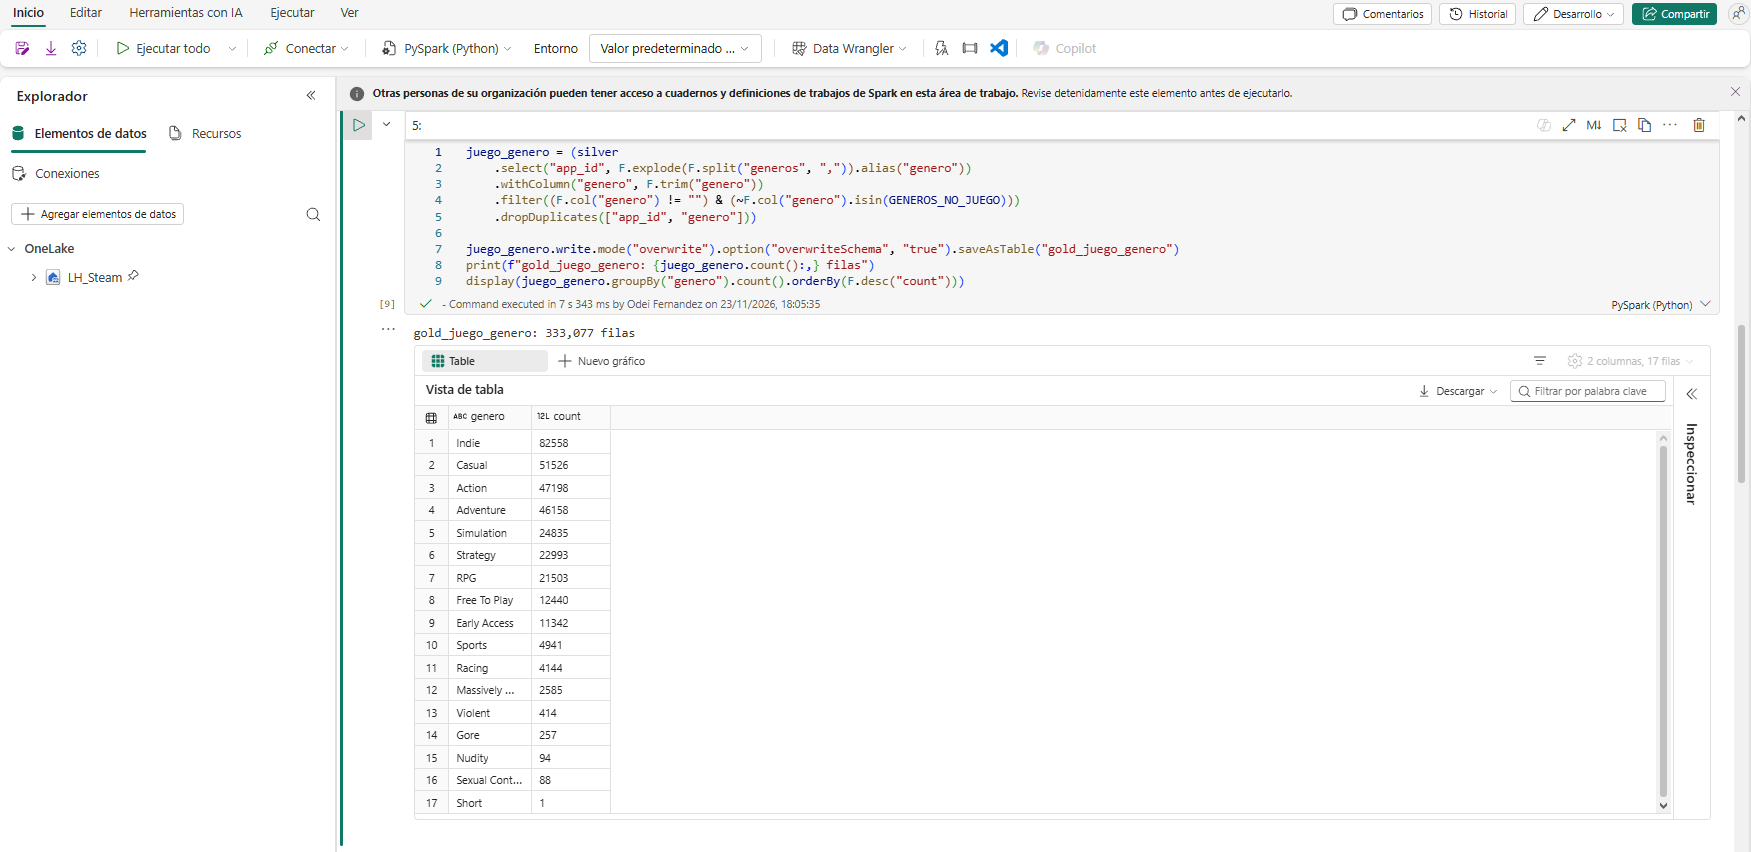 Inicio Editar Herramientas con IA Ejecutar Ver Comentarios Historial Desarrollo Compartir
Ejecutar todo Conectar PySpark (Python) Entorno Valor predeterminado ... Data Wrangler Copilot
Explorador
Elementos de datos Recursos
Conexiones
Agregar elementos de datos
OneLake
LH_Steam
Otras personas de su organización pueden tener acceso a cuadernos y definiciones de trabajos de Spark en esta área de trabajo. Revise detenidamente este elemento antes de ejecutarlo.
5: M↓ ...
1 juego_genero = (silver
2 .select("app_id", F.explode(F.split("generos", ",")).alias("genero"))
3 .withColumn("genero", F.trim("genero"))
4 .filter((F.col("genero") != "") & (~F.col("genero").isin(GENEROS_NO_JUEGO)))
5 .dropDuplicates(["app_id", "genero"]))
6
7 juego_genero.write.mode("overwrite").option("overwriteSchema", "true").saveAsTable("gold_juego_genero")
8 print(f"gold_juego_genero: {juego_genero.count():,} filas")
9 display(juego_genero.groupBy("genero").count().orderBy(F.desc("count")))
[9] - Command executed in 7 s 343 ms by Odei Fernandez on 23/11/2026, 18:05:35 PySpark (Python)
...
gold_juego_genero: 333,077 filas
Table Nuevo gráfico 2 columnas, 17 filas
Vista de tabla Descargar Filtrar por palabra clave
ABC genero 12L count
1 Indie 82558
2 Casual 51526
3 Action 47198
4 Adventure 46158
5 Simulation 24835
6 Strategy 22993
7 RPG 21503
8 Free To Play 12440
9 Early Access 11342
10 Sports 4941
11 Racing 4144
12 Massively ... 2585
13 Violent 414
14 Gore 257
15 Nudity 94
16 Sexual Cont... 88
17 Short 1
Inspeccionar